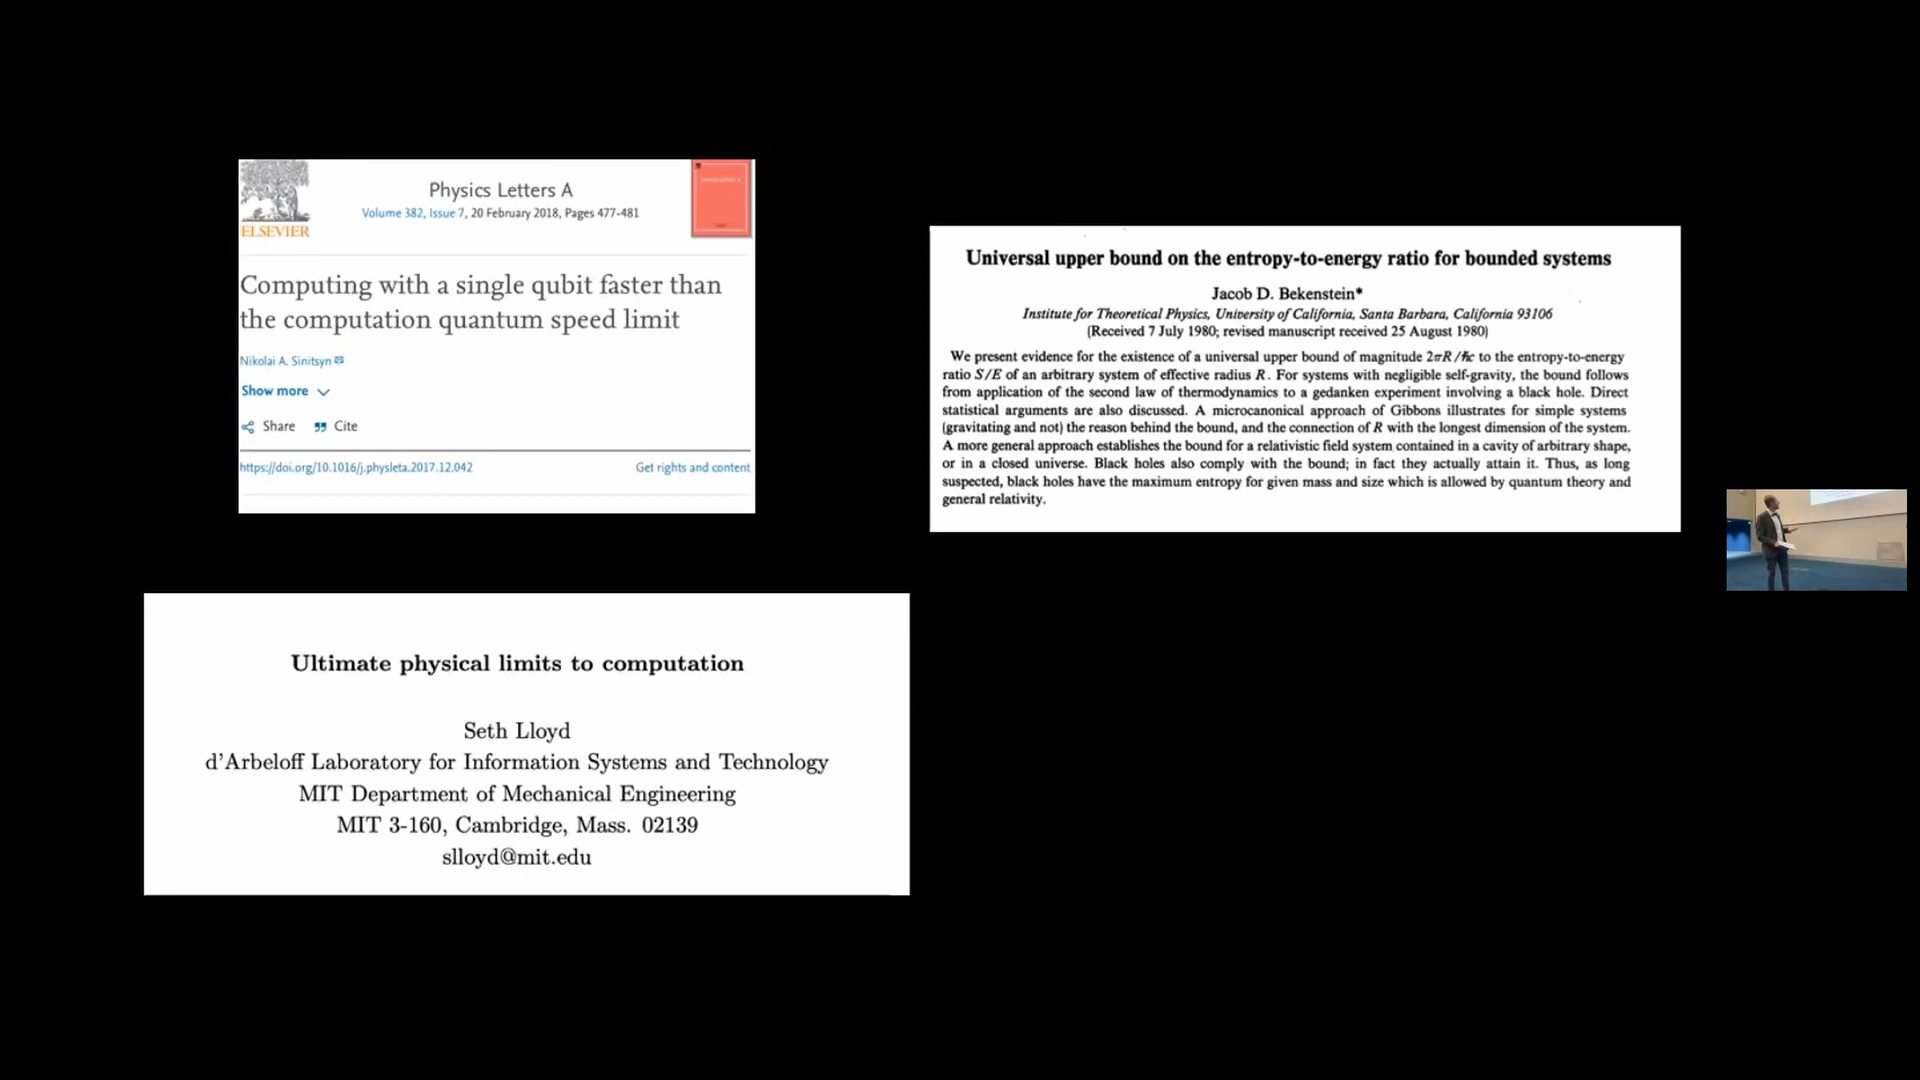 ELSEVIER
Physics Letters A
Volume 382, Issue 7, 20 February 2018, Pages 477-481
Computing with a single qubit faster than
the computation quantum speed limit
Nikolai A. Sinitsyn
Show more
Share Cite
https://doi.org/10.1016/j.physleta.2017.12.042 Get rights and content
Universal upper bound on the entropy-to-energy ratio for bounded systems
Jacob D. Bekenstein*
Institute for Theoretical Physics, University of California, Santa Barbara, California 93106
(Received 7 July 1980; revised manuscript received 25 August 1980)
We present evidence for the existence of a universal upper bound of magnitude 2πR/ħc to the entropy-to-energy
ratio S/E of an arbitrary system of effective radius R. For systems with negligible self-gravity, the bound follows
from application of the second law of thermodynamics to a gedanken experiment involving a black hole. Direct
statistical arguments are also discussed. A microcanonical approach of Gibbons illustrates for simple systems
(gravitating and not) the reason behind the bound, and the connection of R with the longest dimension of the system.
A more general approach establishes the bound for a relativistic field system contained in a cavity of arbitrary shape,
or in a closed universe. Black holes also comply with the bound; in fact they actually attain it. Thus, as long
suspected, black holes have the maximum entropy for given mass and size which is allowed by quantum theory and
general relativity.
Ultimate physical limits to computation
Seth Lloyd
d'Arbeloff Laboratory for Information Systems and Technology
MIT Department of Mechanical Engineering
MIT 3-160, Cambridge, Mass. 02139
slloyd@mit.edu